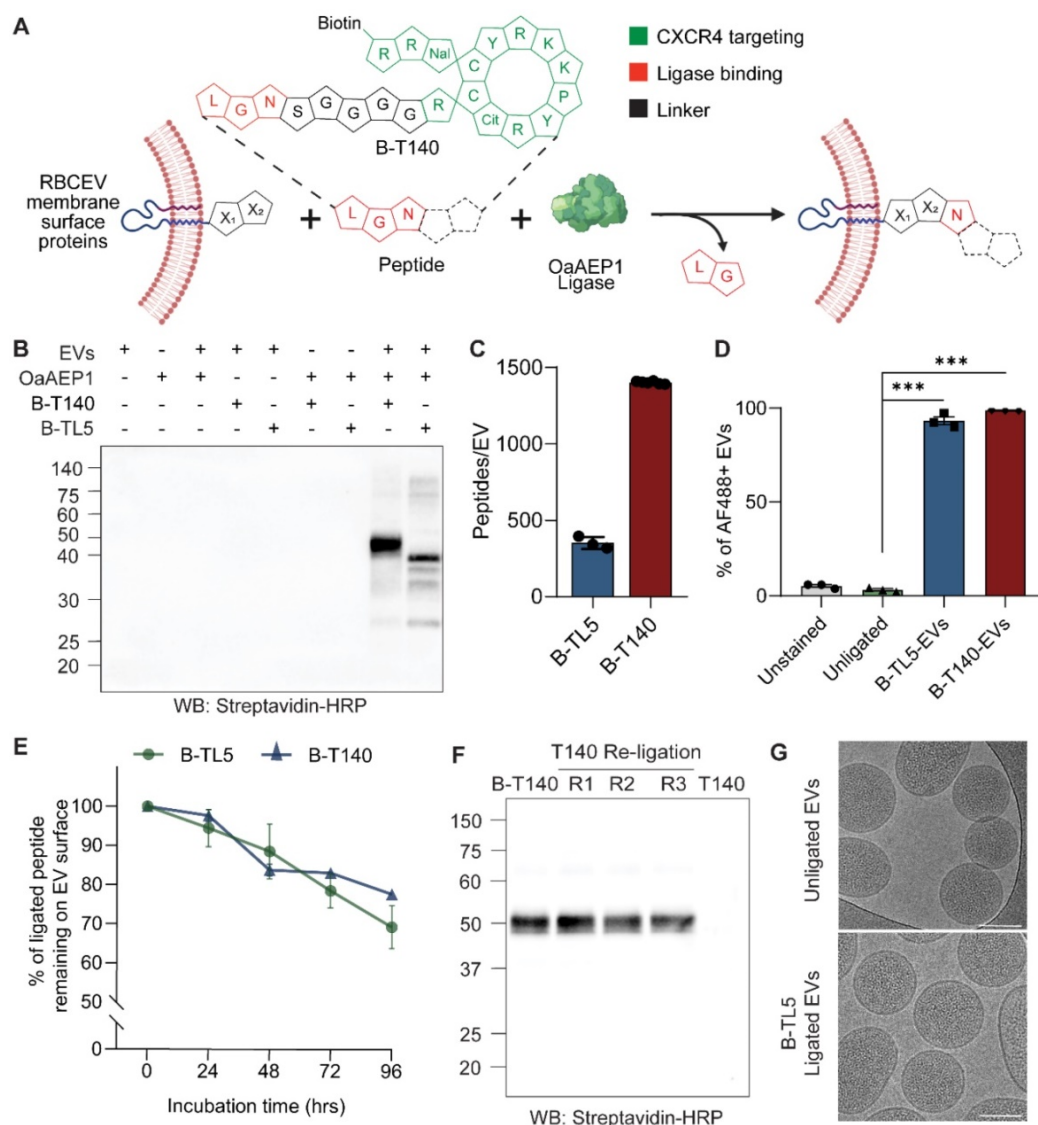 A
Biotin
R R Nal C Y R K K P Y R Cit C R
L G N S G G G G
B-T140
CXCR4 targeting
Ligase binding
Linker
RBCEV
membrane
surface
proteins
X1 X2
+
L G N
Peptide
+
OaAEP1
Ligase
L G
X1 X2 N
B
EVs + - + + + - - + +
OaAEP1 - + + - - + + + +
B-T140 - - - + - + - + -
B-TL5 - - - - + - + - +
140
75
60
50
40
30
25
20
WB: Streptavidin-HRP
C
Peptides/EV
1500
1000
500
0
B-TL5
B-T140
D
% of AF488+ EVs
***
***
100
50
0
Unstained
Unligated
B-TL5-EVs
B-T140-EVs
E
B-TL5 B-T140
% of ligated peptide
remaining on EV surface
100
90
80
70
60
50
0
0 24 48 72 96
Incubation time (hrs)
F
T140 Re-ligation
B-T140 R1 R2 R3 T140
150
75
60
50
37
25
20
WB: Streptavidin-HRP
G
Unligated EVs
B-TL5
Ligated EVs